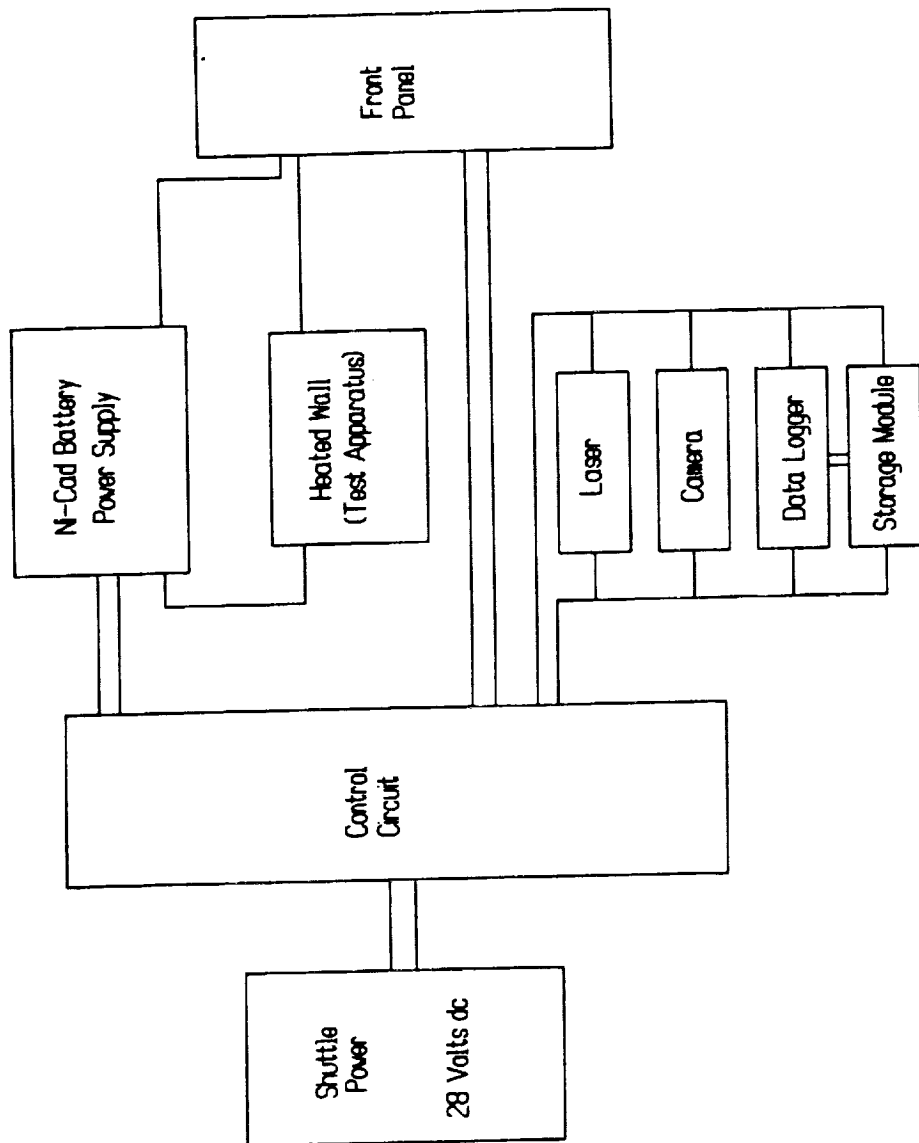 Shuttle
Power
28 Volts dc
Control
Circuit
Ni-Cad Battery
Power Supply
Heated Wall
(Test Apparatus)
Front
Panel
Laser
Camera
Data Logger
Storage Module